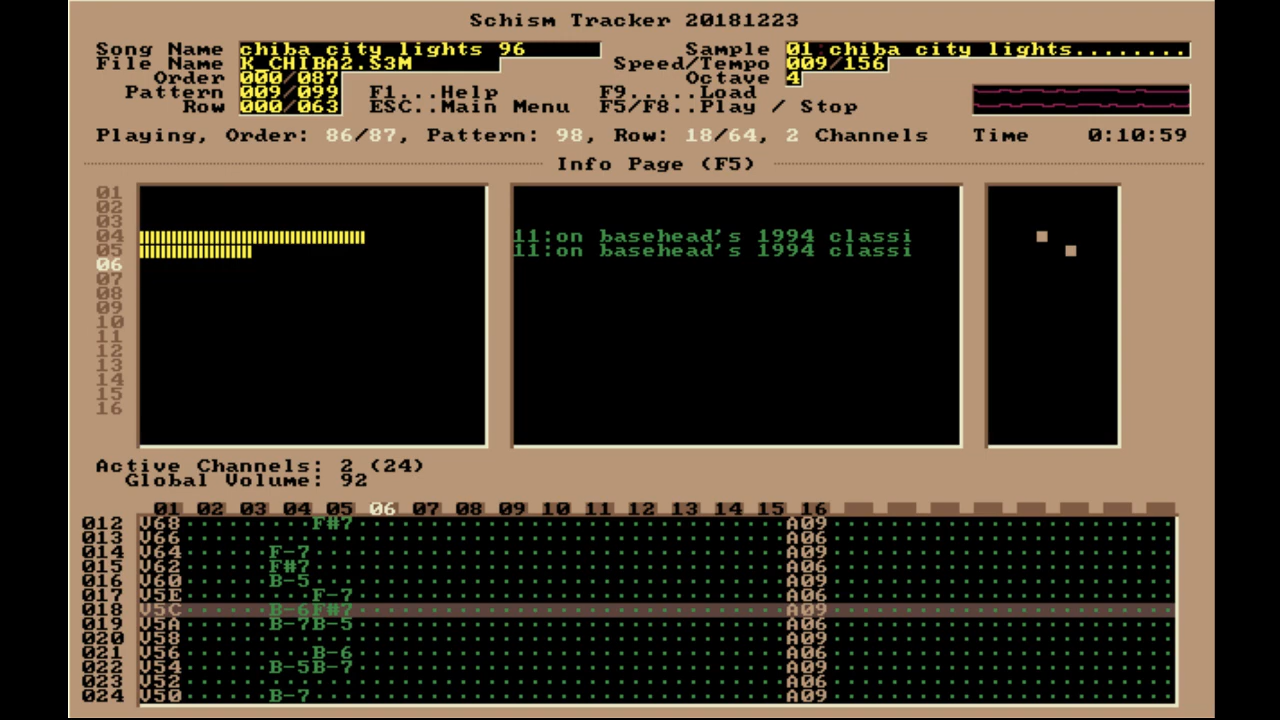 Schism Tracker 20181223
Song Name chiba city lights 96 Sample 01:chiba city lights........
File Name K_CHIBA2.S3M Speed/Tempo 009/156
Order 000/087 Octave 4
Pattern 009/099 F1...Help F9.....Load
Row 000/063 ESC..Main Menu F5/F8..Play / Stop
Playing, Order: 86/87, Pattern: 98, Row: 18/64, 2 Channels Time 0:10:59
Info Page (F5)
01
02
03
04 11:on basehead's 1994 classi
05 11:on basehead's 1994 classi
06
07
08
09
10
11
12
13
14
15
16
Active Channels: 2 (24)
Global Volume: 92
01 02 03 04 05 06 07 08 09 10 11 12 13 14 15 16
012 V68 F#7 A09
013 V66 A06
014 V64 F-7 A09
015 V62 F#7 A06
016 V60 B-5 A09
017 V5E F-7 A06
018 V5C B-6 F#7 A09
019 V5A B-7 B-5 A06
020 V58 A09
021 V56 B-6 A06
022 V54 B-5 B-7 A09
023 V52 A06
024 V50 B-7 A09